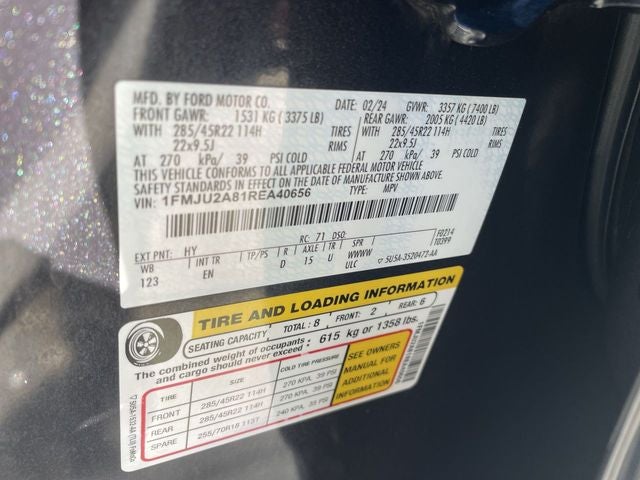 MFD. BY FORD MOTOR CO. DATE: 02/24 GVWR: 3357 KG (7400 LB)
FRONT GAWR: 1531 KG (3375 LB) REAR GAWR: 2005 KG (4420 LB)
WITH 285/45R22 114H TIRES WITH 285/45R22 114H TIRES
22x9.5J RIMS 22x9.5J RIMS
AT 270 kPa/ 39 PSI COLD AT 270 kPa/ 39 PSI COLD
THIS VEHICLE CONFORMS TO ALL APPLICABLE FEDERAL MOTOR VEHICLE
SAFETY STANDARDS IN EFFECT ON THE DATE OF MANUFACTURE SHOWN ABOVE.
VIN: 1FMJU2A81REA40656 TYPE: MPV
EXT PNT: HY RC: 71 DSO: F0214
WB INT TR TP/PS R AXLE TR SPR T0399
123 EN D 15 U WWWW
ULC 5U5A-3520472-AA
TIRE AND LOADING INFORMATION
SEATING CAPACITY TOTAL: 8 FRONT: 2 REAR: 6
The combined weight of occupants and cargo should never exceed: 615 kg or 1358 lbs.
TIRE SIZE COLD TIRE PRESSURE
FRONT 285/45R22 114H 270 KPA, 39 PSI
REAR 285/45R22 114H 270 KPA, 39 PSI
SPARE 255/70R18 113T 240 KPA, 35 PSI
SEE OWNERS
MANUAL FOR
ADDITIONAL
INFORMATION